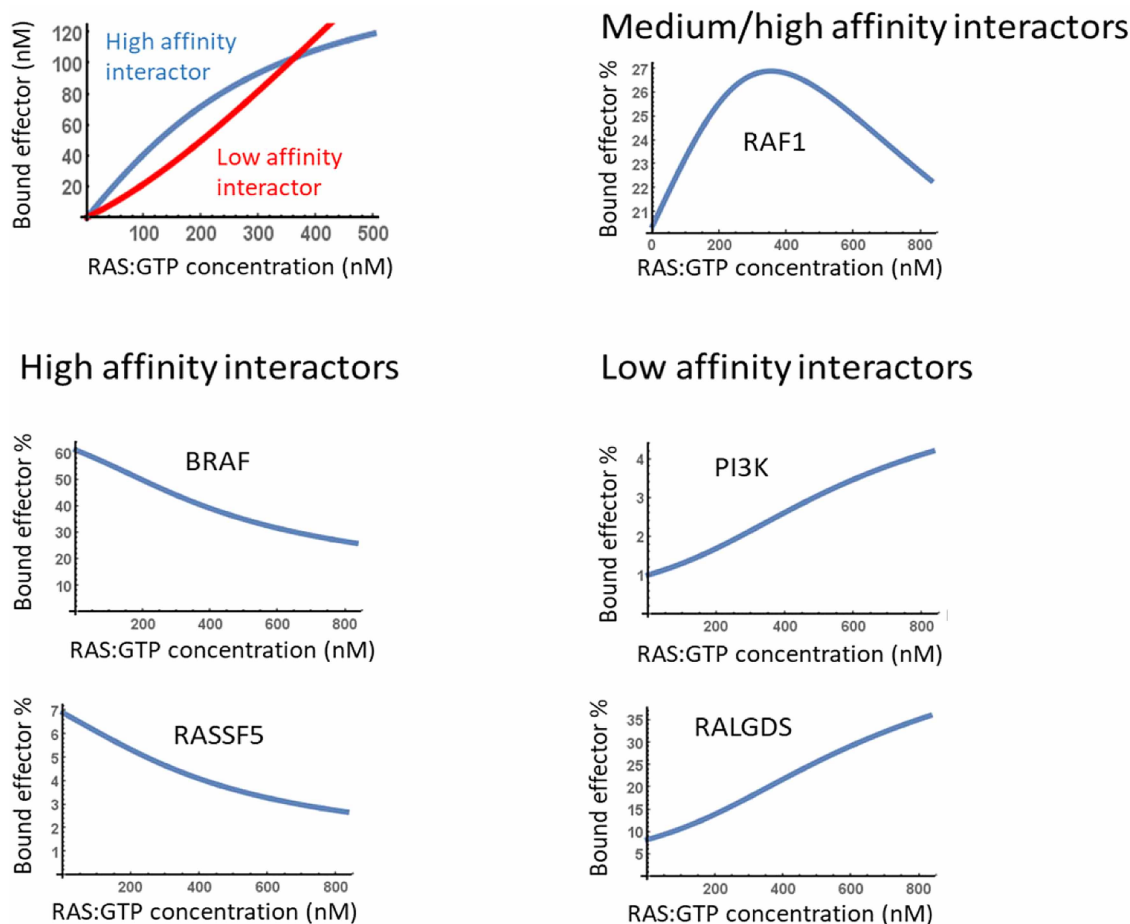 Bound effector (nM)
120
100
80
60
40
20
High affinity
interactor
Low affinity
interactor
100 200 300 400 500
RAS:GTP concentration (nM)
Medium/high affinity interactors
Bound effector %
27
26
25
24
23
22
21
RAF1
0 200 400 600 800
RAS:GTP concentration (nM)
High affinity interactors
Bound effector %
60
50
40
30
20
10
BRAF
200 400 600 800
RAS:GTP concentration (nM)
Bound effector %
7
6
5
4
3
2
1
RASSF5
200 400 600 800
RAS:GTP concentration (nM)
Low affinity interactors
Bound effector %
4
3
2
1
PI3K
200 400 600 800
RAS:GTP concentration (nM)
Bound effector %
35
30
25
20
15
10
5
RALGDS
200 400 600 800
RAS:GTP concentration (nM)